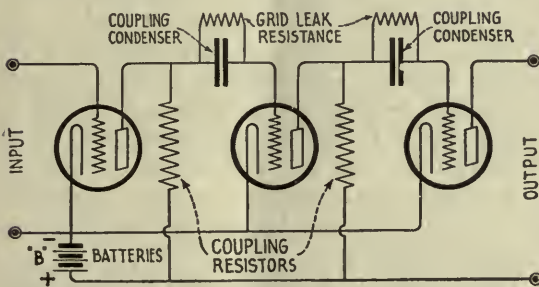 COUPLING
CONDENSER
GRID LEAK
RESISTANCE
COUPLING
CONDENSER
INPUT
OUTPUT
"B"
-
+
BATTERIES
COUPLING
RESISTORS